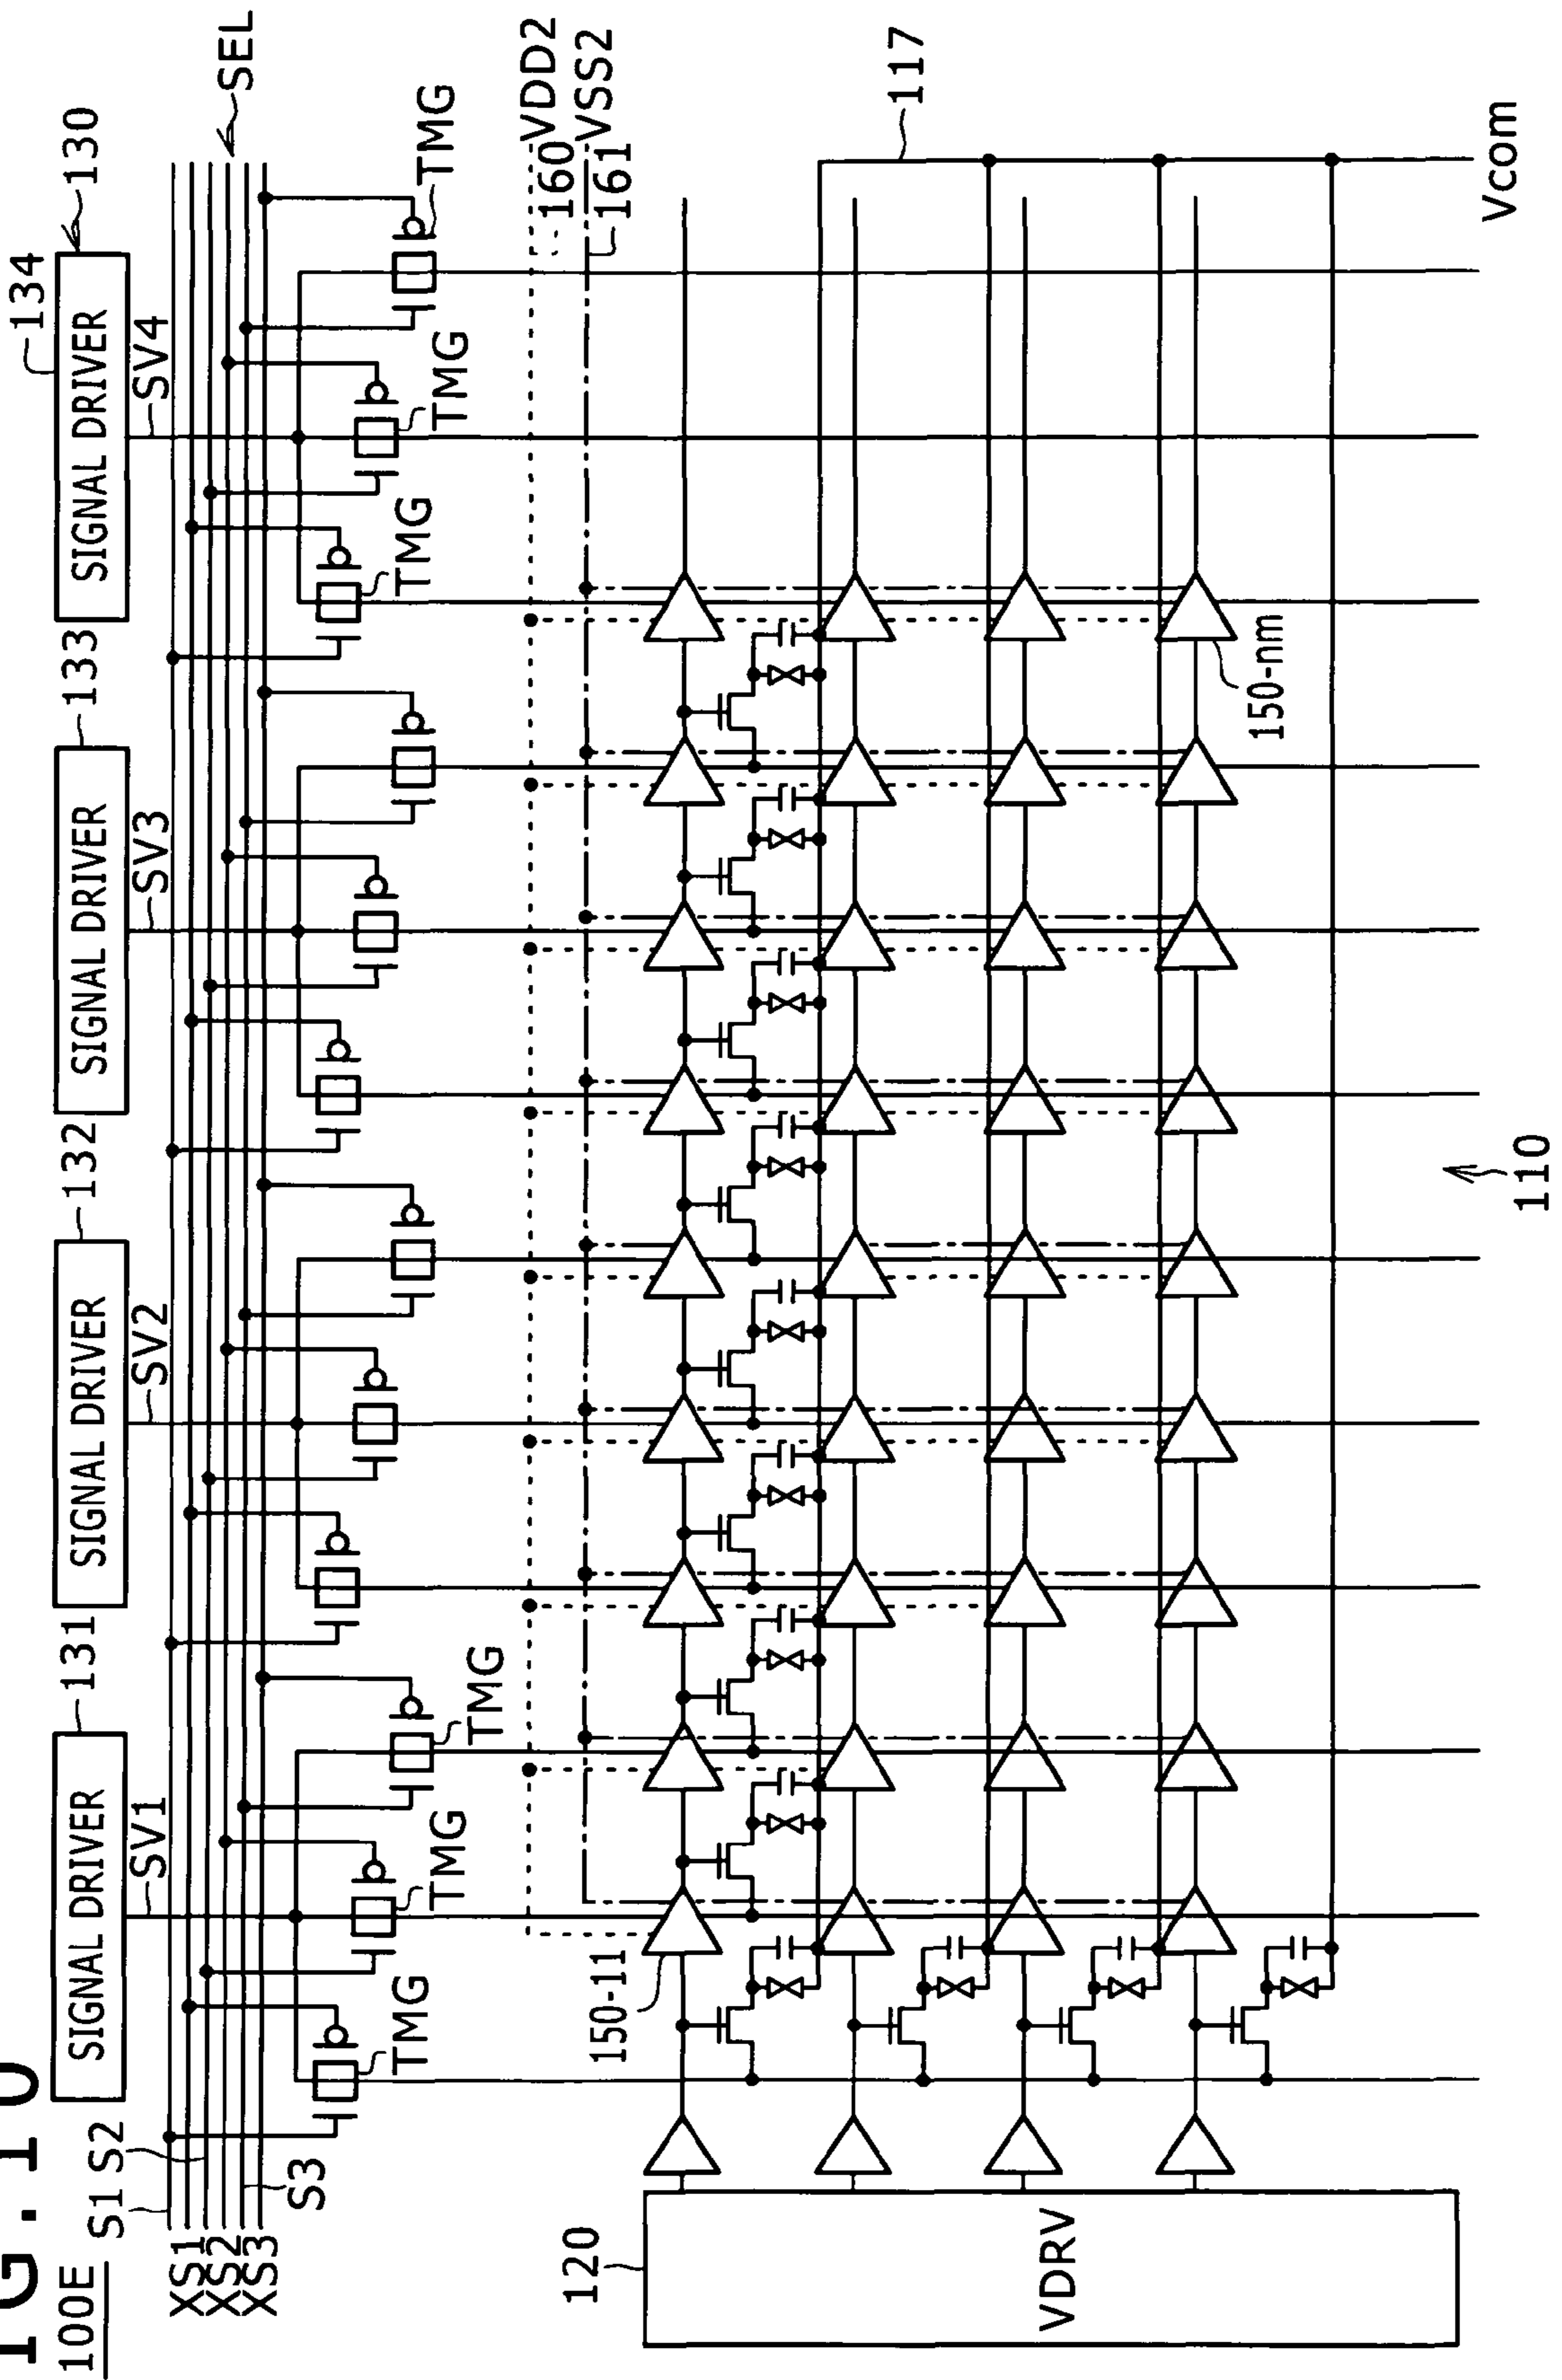 FIG. 10
100E
S1 S2
XS1
XS2
XS3
S3
SEL
130
131
132
133
134
SIGNAL DRIVER
SIGNAL DRIVER
SIGNAL DRIVER
SIGNAL DRIVER
SV1
SV2
SV3
SV4
TMG
TMG
TMG
TMG
TMG
TMG
VDD2
160
VSS2
161
117
150-11
150-nm
120
VDRV
110
Vcom